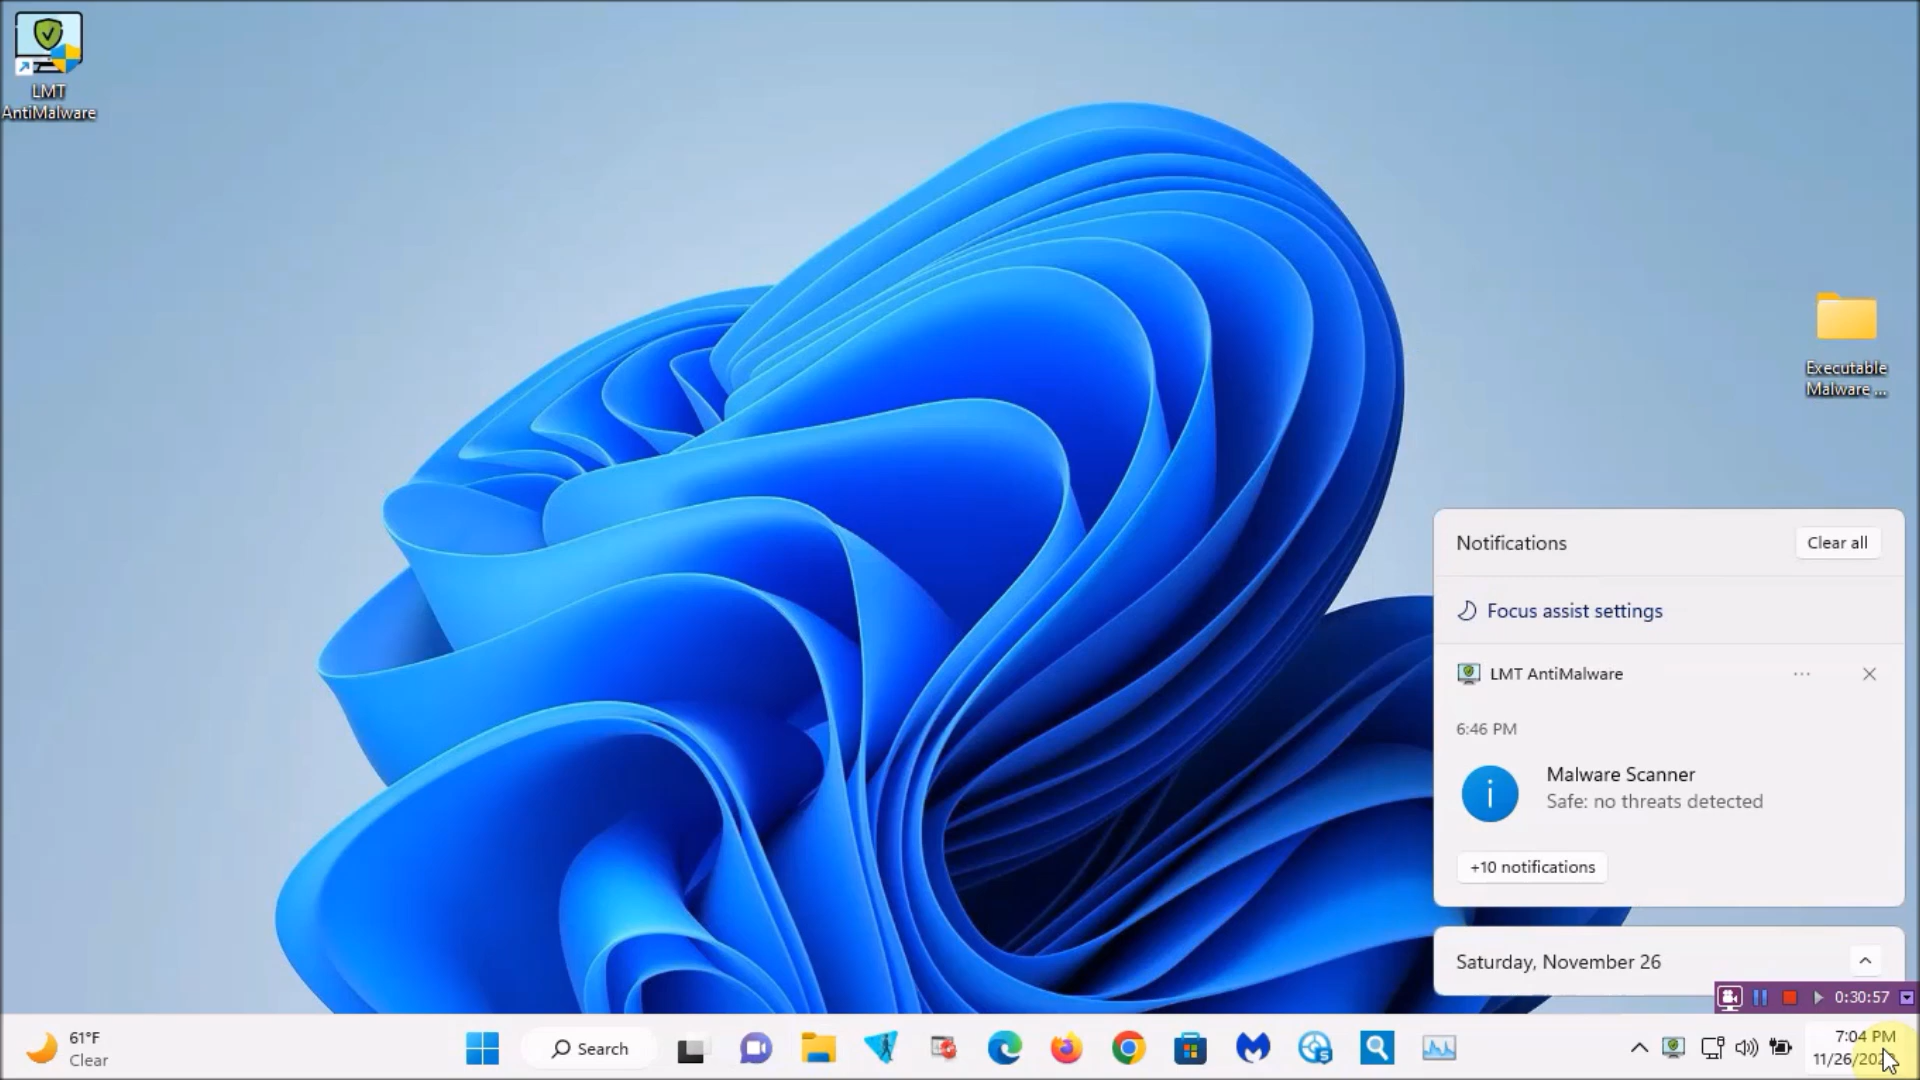 LMT
AntiMalware
Executable
Malware ...
Notifications
Clear all
Focus assist settings
LMT AntiMalware
6:46 PM
Malware Scanner
Safe: no threats detected
+10 notifications
Saturday, November 26
0:30:57
61°F
Clear
Search
7:04 PM